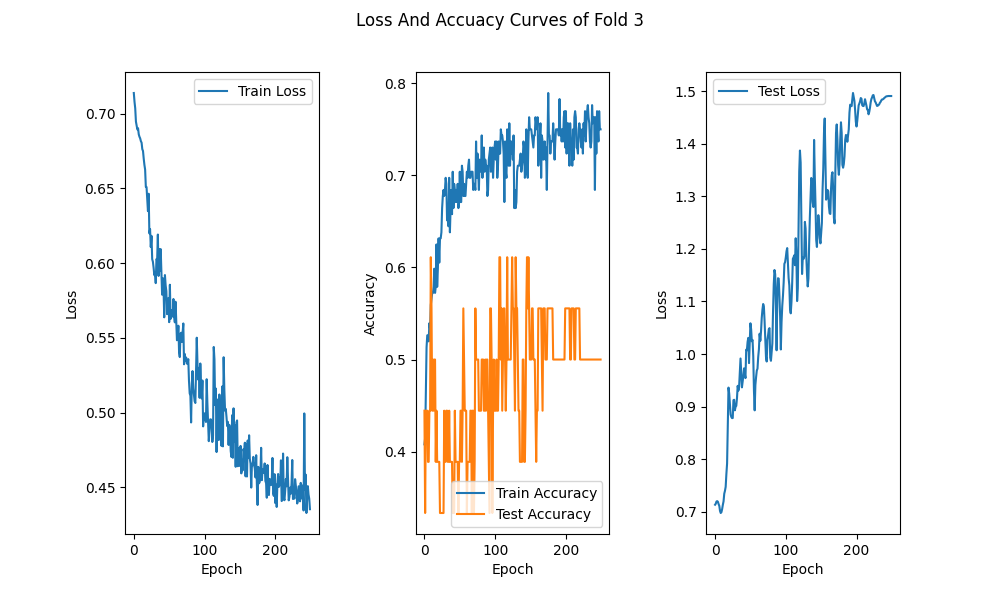 Loss And Accuacy Curves of Fold 3
Train Loss
0.70
0.65
0.60
0.55
0.50
0.45
Loss
0
100
200
Epoch
0.8
0.7
0.6
0.5
0.4
Accuracy
Train Accuracy
Test Accuracy
0
100
200
Epoch
Test Loss
1.5
1.4
1.3
1.2
1.1
1.0
0.9
0.8
0.7
Loss
0
100
200
Epoch